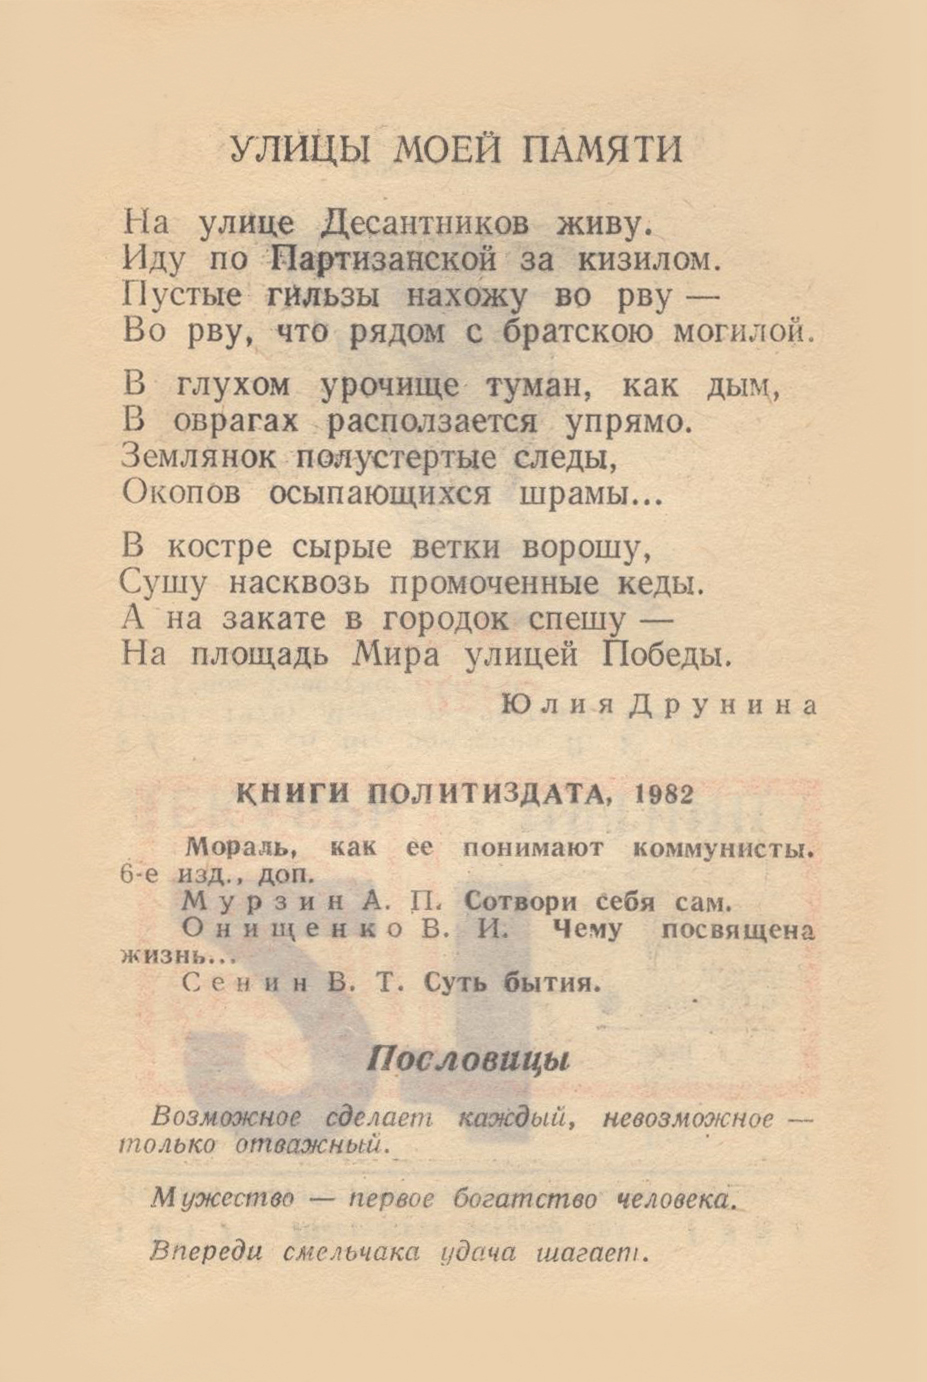 УЛИЦЫ МОЕЙ ПАМЯТИ
На улице Десантников живу.
Иду по Партизанской за кизилом.
Пустые гильзы нахожу во рву —
Во рву, что рядом с братскою могилой.
В глухом урочище туман, как дым,
В оврагах расползается упрямо.
Землянок полустертые следы,
Окопов осыпающихся шрамы...
В костре сырые ветки ворошу,
Сушу насквозь промоченные кеды.
А на закате в городок спешу —
На площадь Мира улицей Победы.
Юлия Друнина
КНИГИ ПОЛИТИЗДАТА, 1982
Мораль, как ее понимают коммунисты.
6-е изд., доп.
Мурзин А. П. Сотвори себя сам.
Онищенко В. И. Чему посвящена
жизнь...
Сенин В. Т. Суть бытия.
Пословицы
Возможное сделает каждый, невозможное —
только отважный.
Мужество — первое богатство человека.
Впереди смельчака удача шагает.